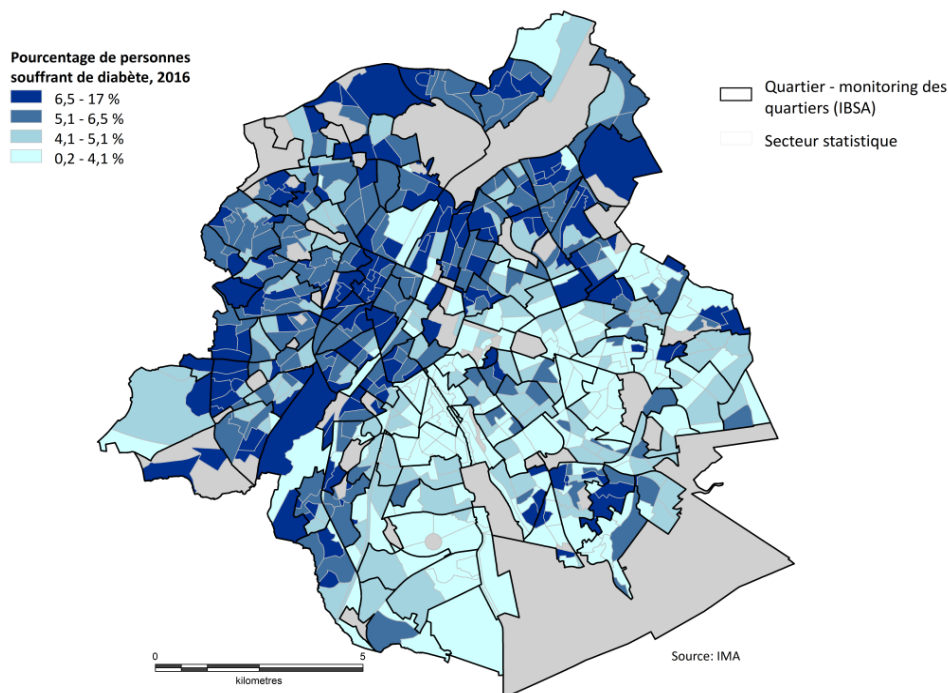 Pourcentage de personnes
souffrant de diabète, 2016
6,5 - 17 %
5,1 - 6,5 %
4,1 - 5,1 %
0,2 - 4,1 %
Quartier - monitoring des
quartiers (IBSA)
Secteur statistique
0 5
kilometres
Source: IMA